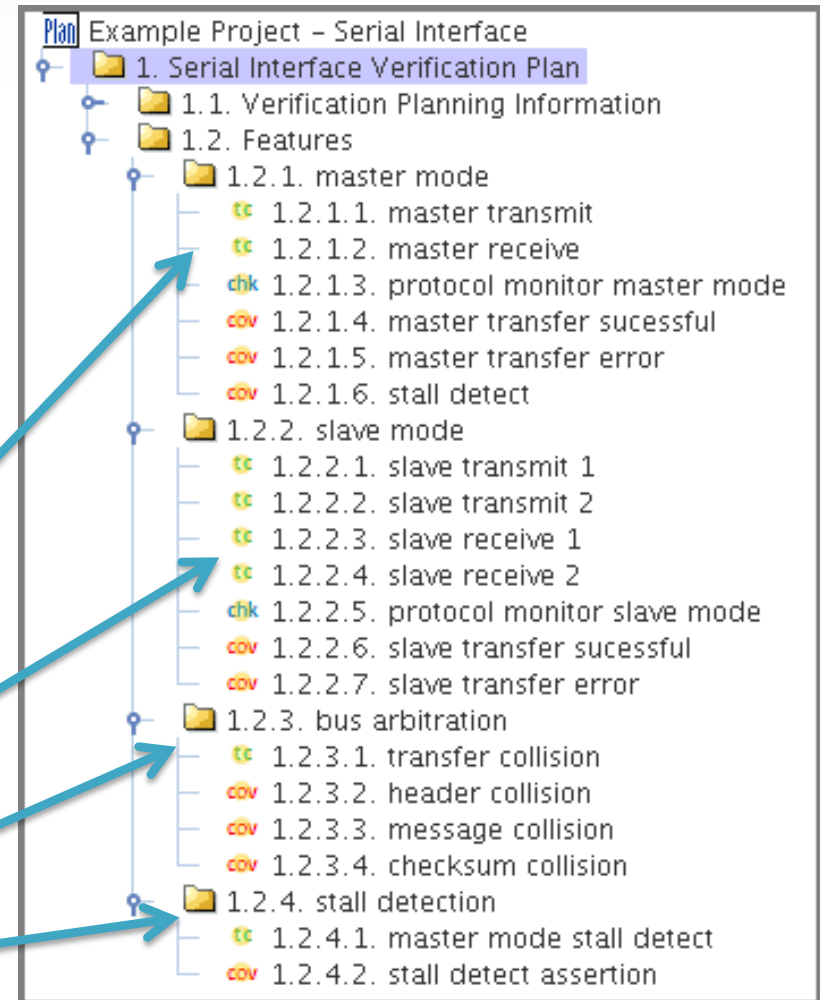 Plan Example Project – Serial Interface
1. Serial Interface Verification Plan
1.1. Verification Planning Information
1.2. Features
1.2.1. master mode
tc 1.2.1.1. master transmit
tc 1.2.1.2. master receive
chk 1.2.1.3. protocol monitor master mode
cov 1.2.1.4. master transfer sucessful
cov 1.2.1.5. master transfer error
cov 1.2.1.6. stall detect
1.2.2. slave mode
tc 1.2.2.1. slave transmit 1
tc 1.2.2.2. slave transmit 2
tc 1.2.2.3. slave receive 1
tc 1.2.2.4. slave receive 2
chk 1.2.2.5. protocol monitor slave mode
cov 1.2.2.6. slave transfer sucessful
cov 1.2.2.7. slave transfer error
1.2.3. bus arbitration
tc 1.2.3.1. transfer collision
cov 1.2.3.2. header collision
cov 1.2.3.3. message collision
cov 1.2.3.4. checksum collision
1.2.4. stall detection
tc 1.2.4.1. master mode stall detect
cov 1.2.4.2. stall detect assertion